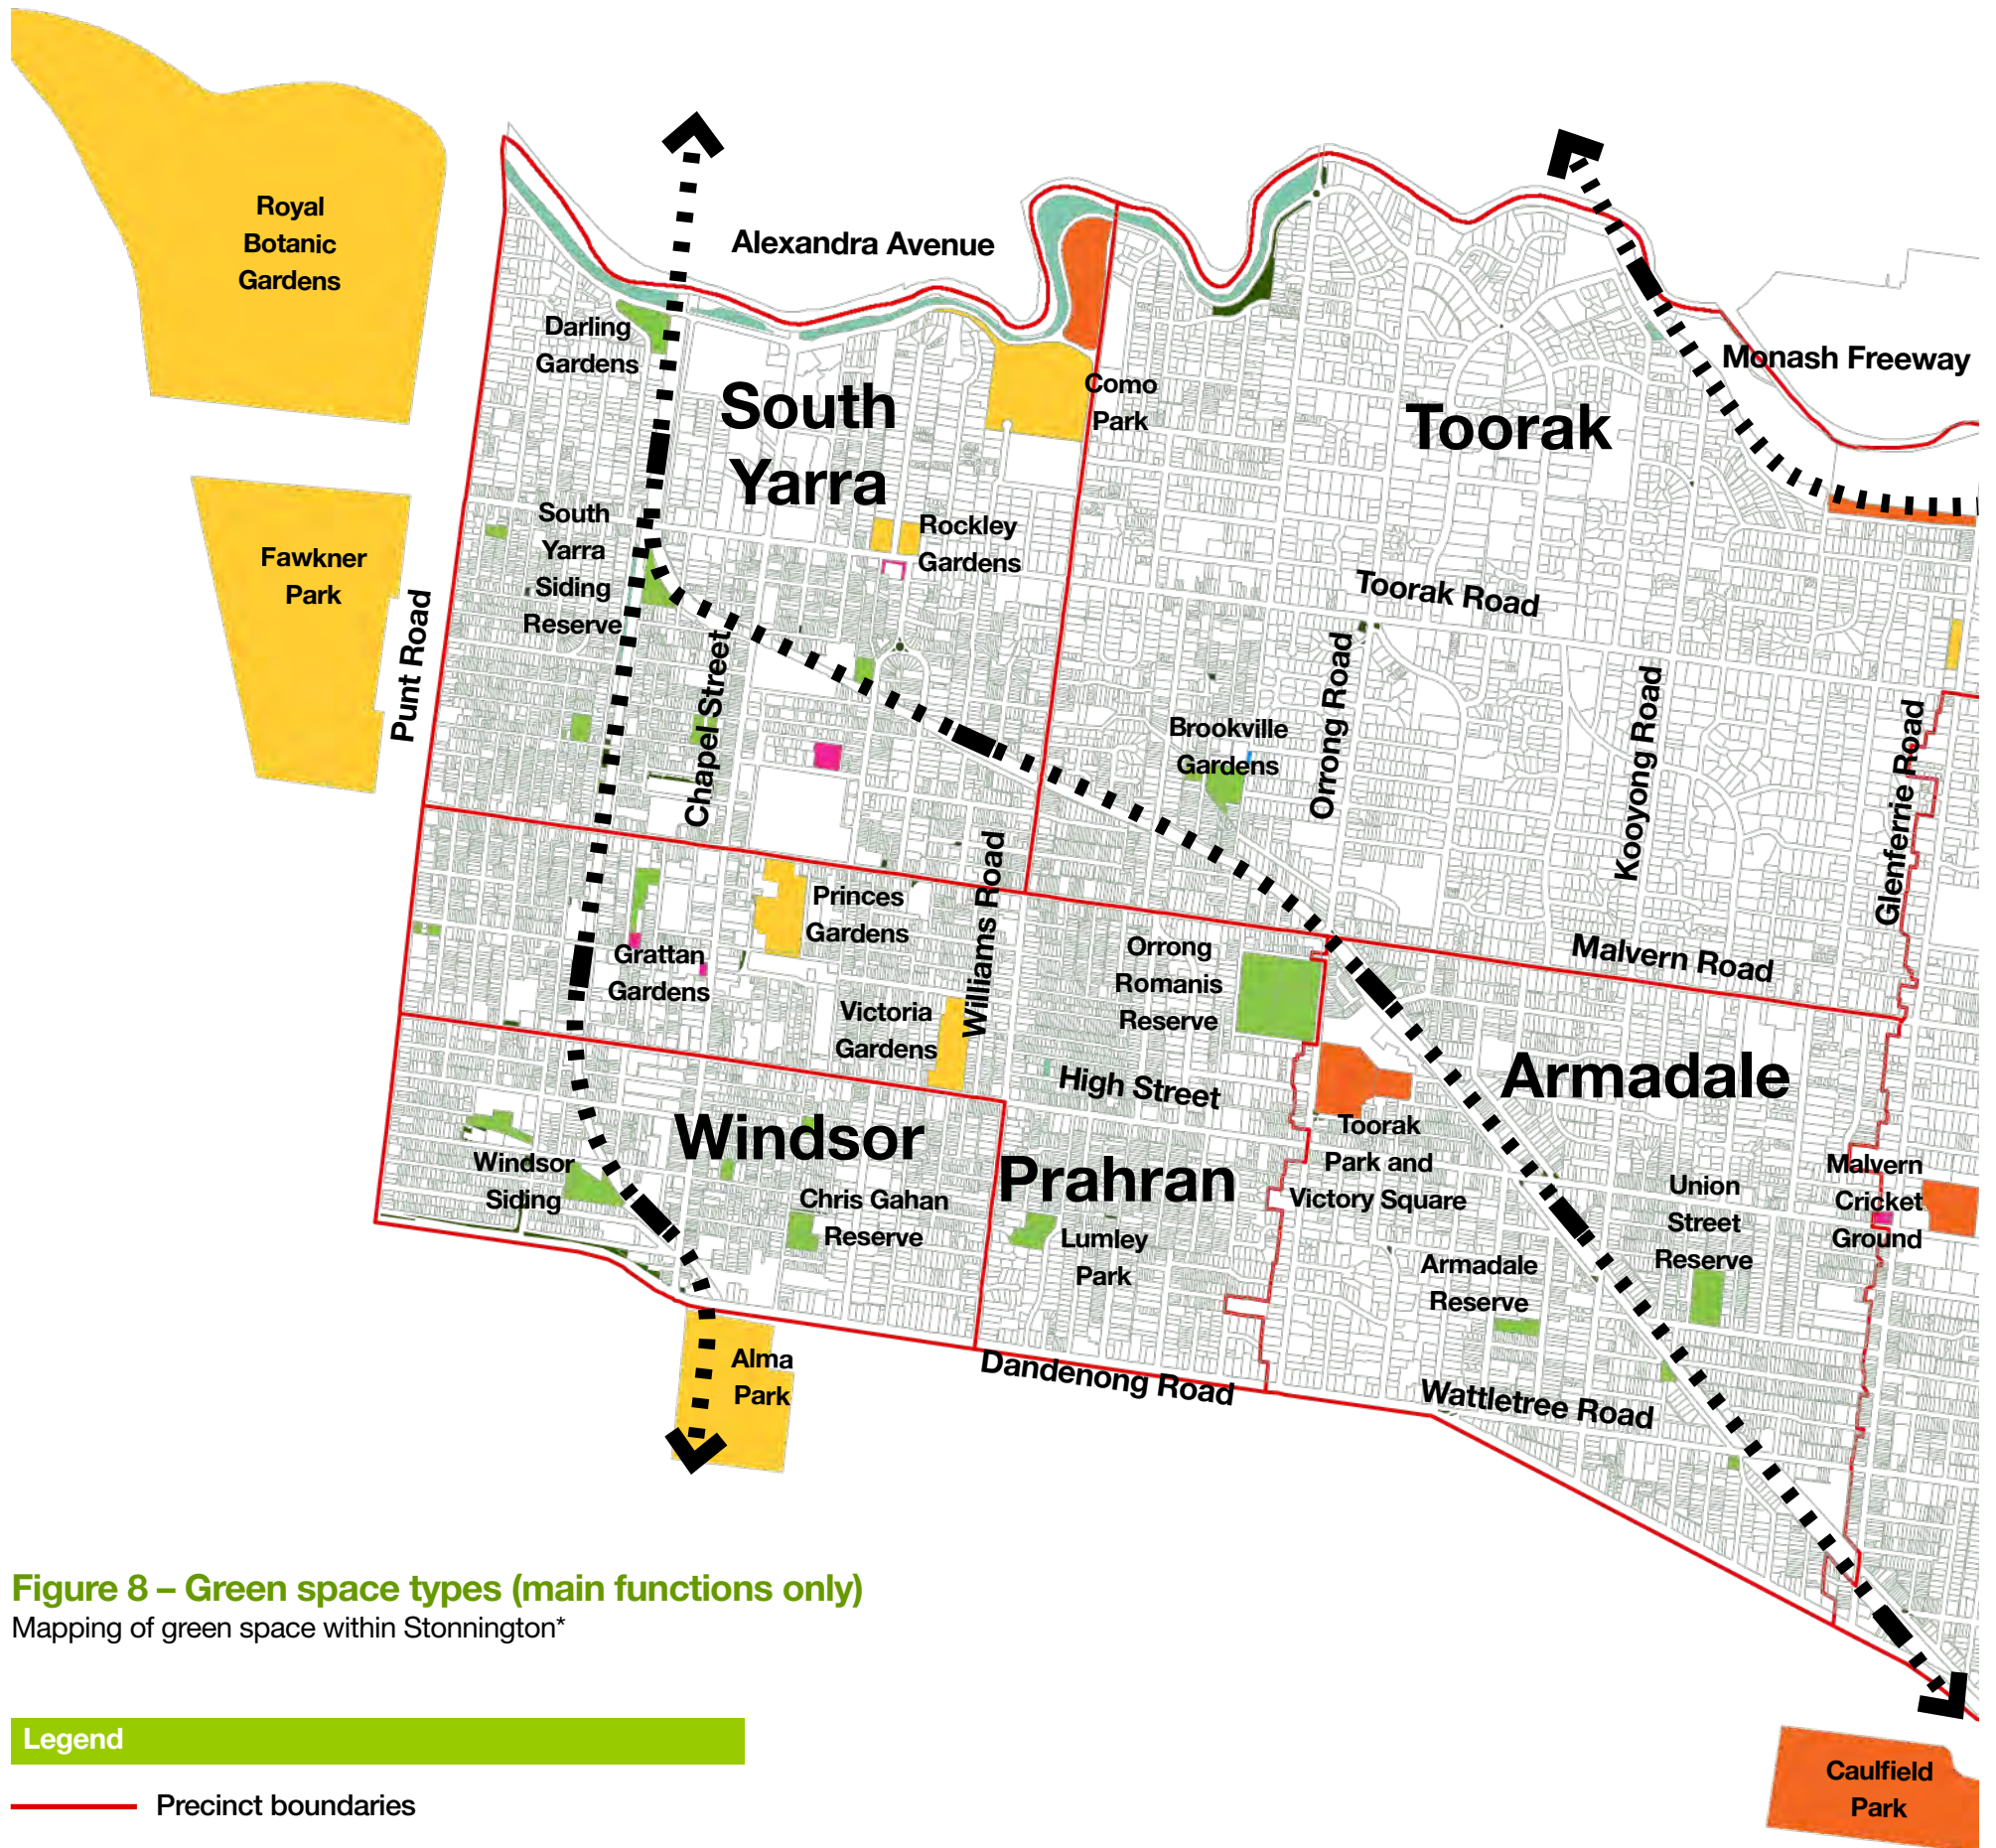 Royal
Botanic
Gardens
Alexandra Avenue
Darling
Gardens
Monash Freeway
South
Yarra
Como
Park
Toorak
South
Yarra
Siding
Reserve
Rockley
Gardens
Fawkner
Park
Toorak Road
Punt Road
Chapel Street
Orrong Road
Kooyong Road
Glenferrie Road
Brookville
Gardens
Princes
Gardens
Williams Road
Grattan
Gardens
Orrong
Romanis
Reserve
Malvern Road
Victoria
Gardens
High Street
Armadale
Windsor
Toorak
Park and
Victory Square
Windsor
Siding
Prahran
Chris Gahan
Reserve
Lumley
Park
Union
Street
Reserve
Malvern
Cricket
Ground
Armadale
Reserve
Alma
Park
Dandenong Road
Wattletree Road
Figure 8 – Green space types (main functions only)
Mapping of green space within Stonnington*
Legend
Precinct boundaries
Caulfield
Park